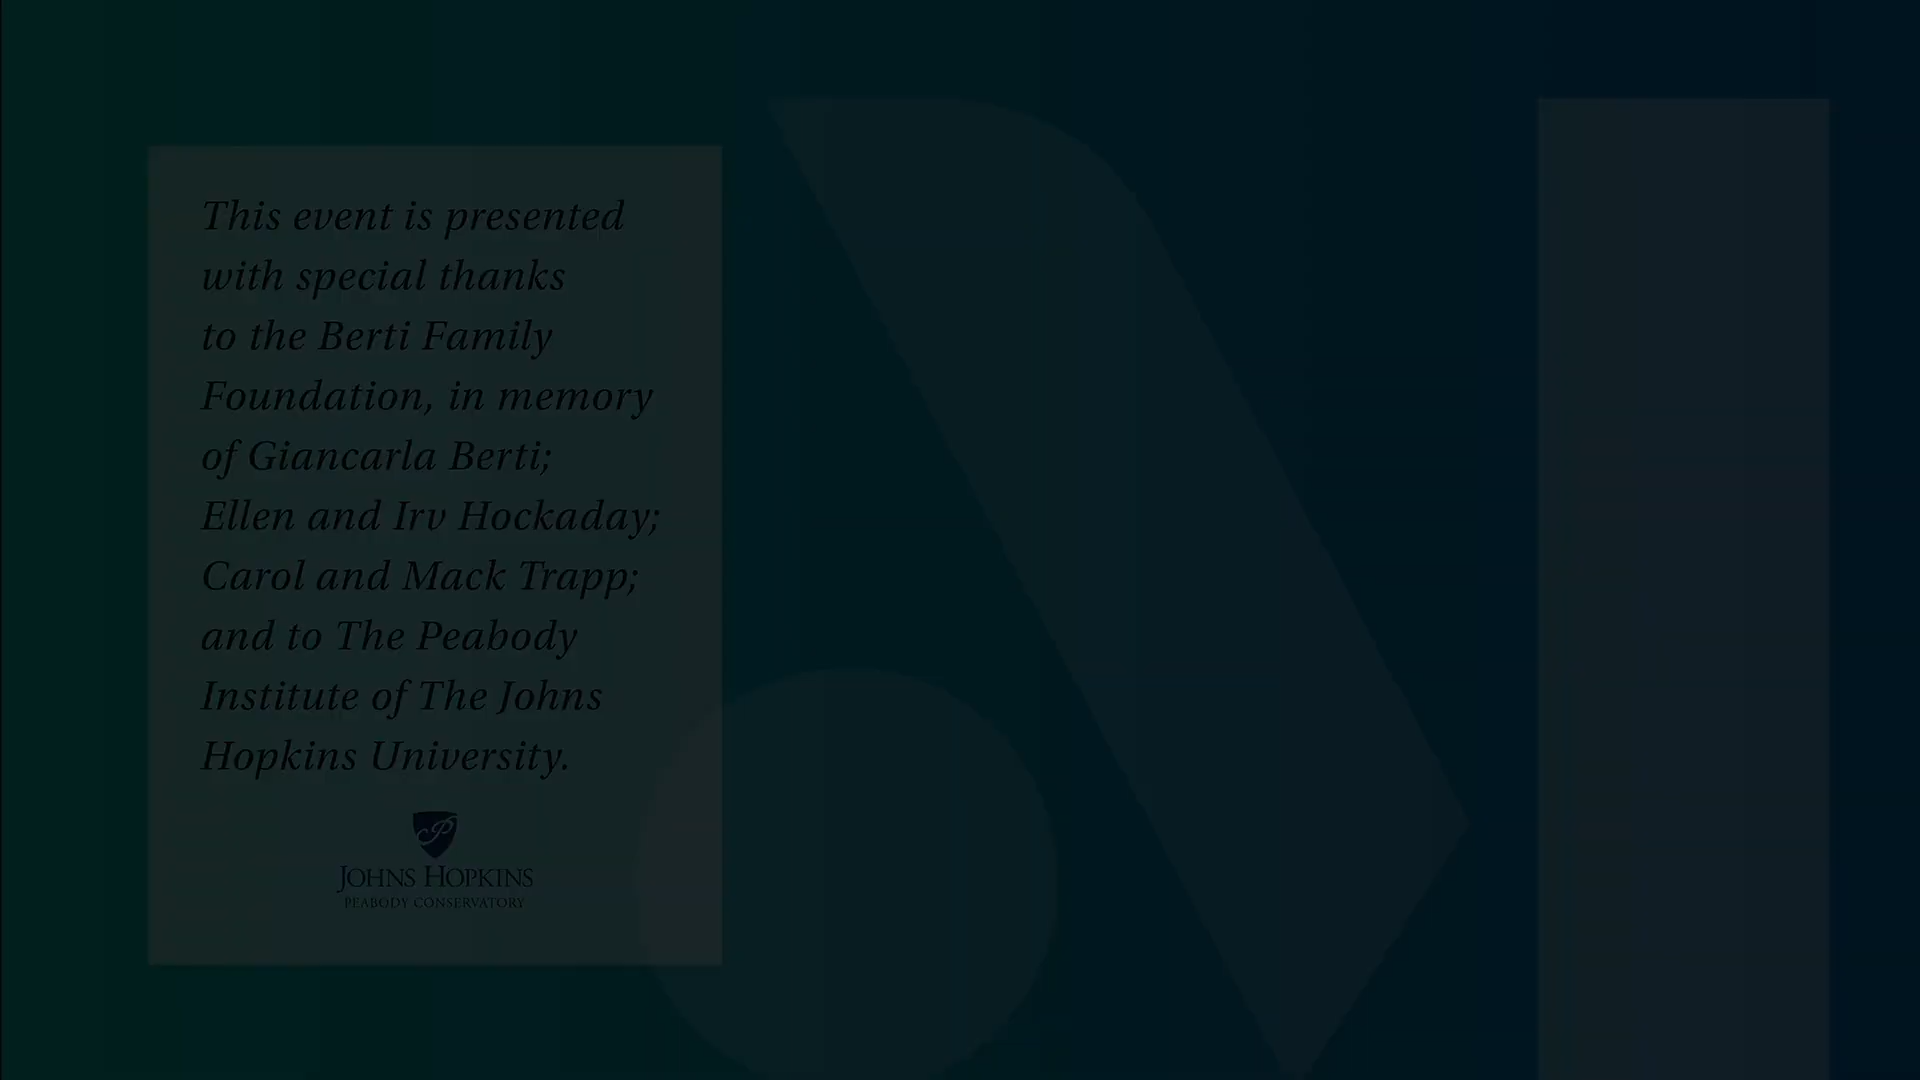 This event is presented
with special thanks
to the Berti Family
Foundation, in memory
of Giancarla Berti;
Ellen and Irv Hockaday;
Carol and Mack Trapp;
and to The Peabody
Institute of The Johns
Hopkins University.
P
JOHNS HOPKINS
PEABODY CONSERVATORY